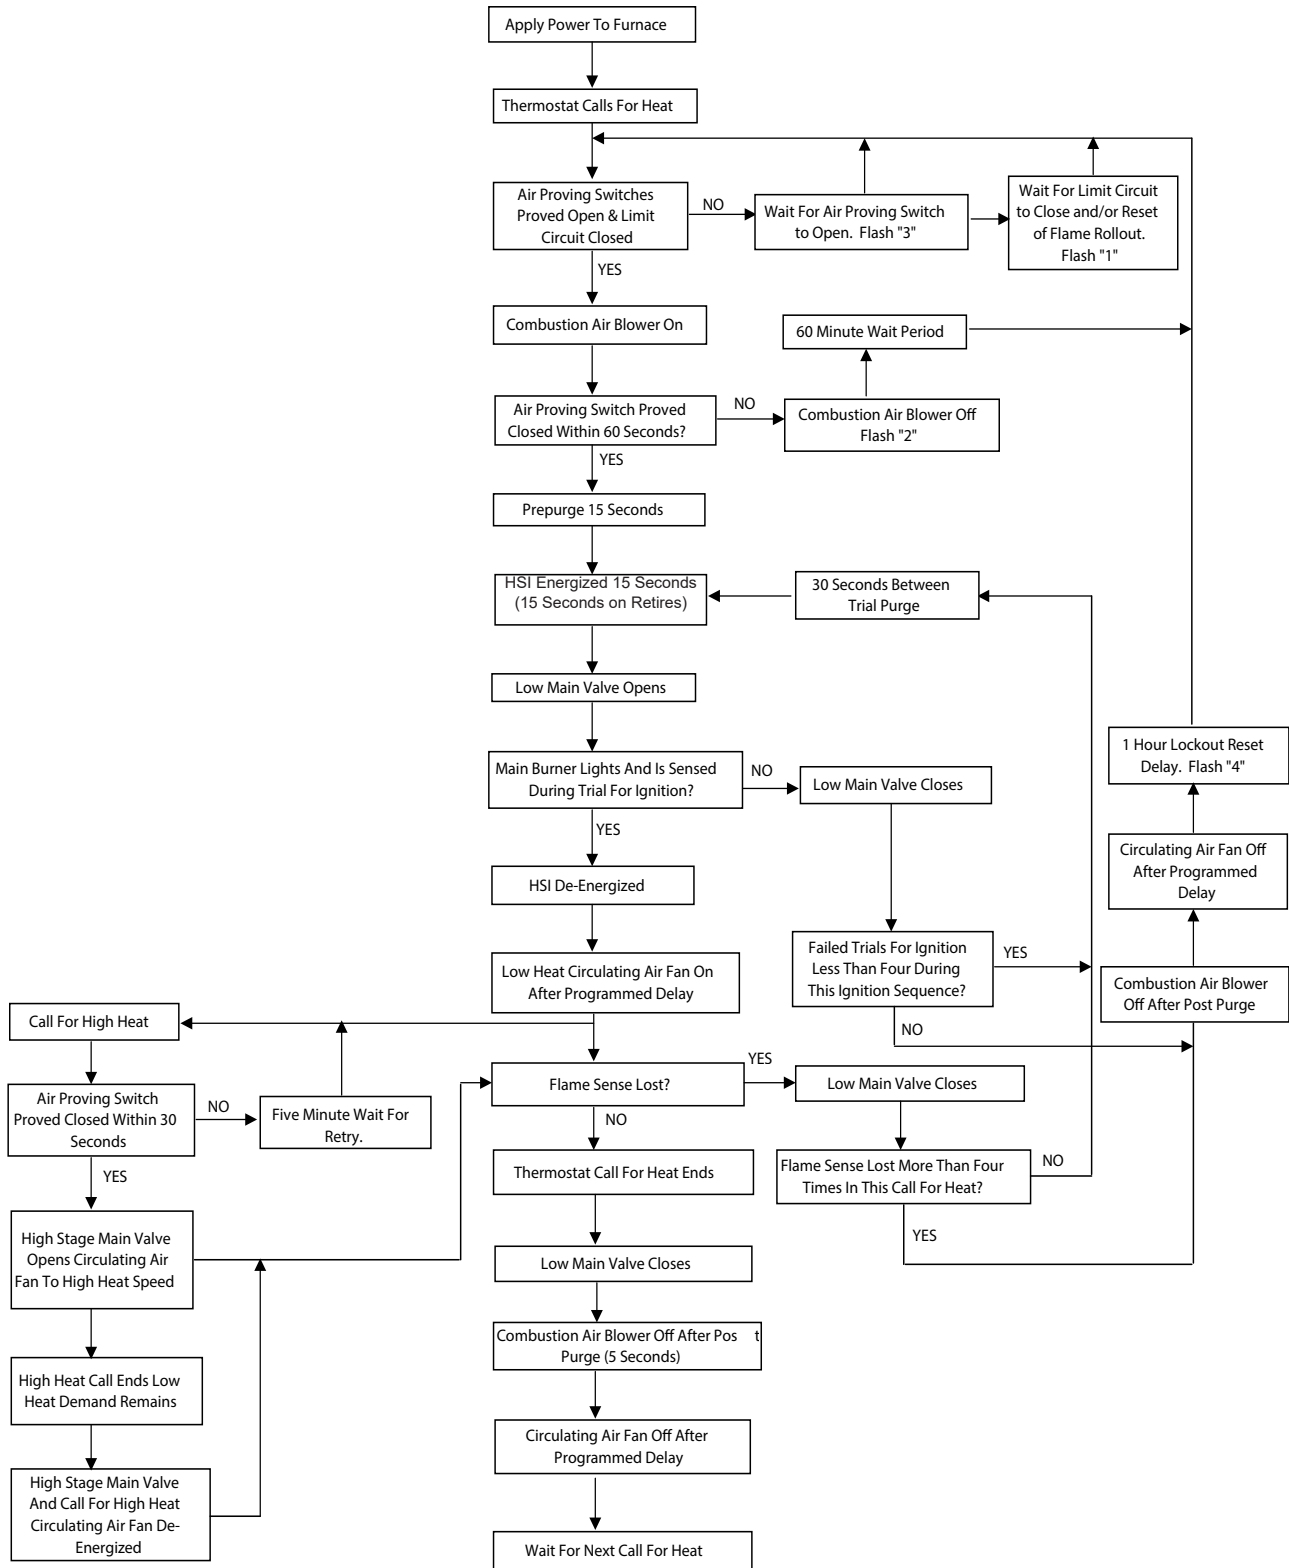 Apply Power To Furnace
Thermostat Calls For Heat
Air Proving Switches
Proved Open & Limit
Circuit Closed
NO
Wait For Air Proving Switch
to Open. Flash "3"
Wait For Limit Circuit
to Close and/or Reset
of Flame Rollout.
Flash "1"
YES
Combustion Air Blower On
60 Minute Wait Period
Air Proving Switch Proved
Closed Within 60 Seconds?
NO
Combustion Air Blower Off
Flash "2"
YES
Prepurge 15 Seconds
HSI Energized 15 Seconds
(15 Seconds on Retires)
30 Seconds Between
Trial Purge
Low Main Valve Opens
Main Burner Lights And Is Sensed
During Trial For Ignition?
NO
Low Main Valve Closes
1 Hour Lockout Reset
Delay. Flash "4"
YES
HSI De-Energized
Circulating Air Fan Off
After Programmed
Delay
Low Heat Circulating Air Fan On
After Programmed Delay
Failed Trials For Ignition
Less Than Four During
This Ignition Sequence?
YES
NO
Combustion Air Blower
Off After Post Purge
Call For High Heat
Air Proving Switch
Proved Closed Within 30
Seconds
NO
Five Minute Wait For
Retry.
YES
Flame Sense Lost?
YES
Low Main Valve Closes
NO
Thermostat Call For Heat Ends
Flame Sense Lost More Than Four
Times In This Call For Heat?
NO
YES
High Stage Main Valve
Opens Circulating Air
Fan To High Heat Speed
Low Main Valve Closes
Combustion Air Blower Off After Pos t
Purge (5 Seconds)
High Heat Call Ends Low
Heat Demand Remains
Circulating Air Fan Off After
Programmed Delay
High Stage Main Valve
And Call For High Heat
Circulating Air Fan De-
Energized
Wait For Next Call For Heat